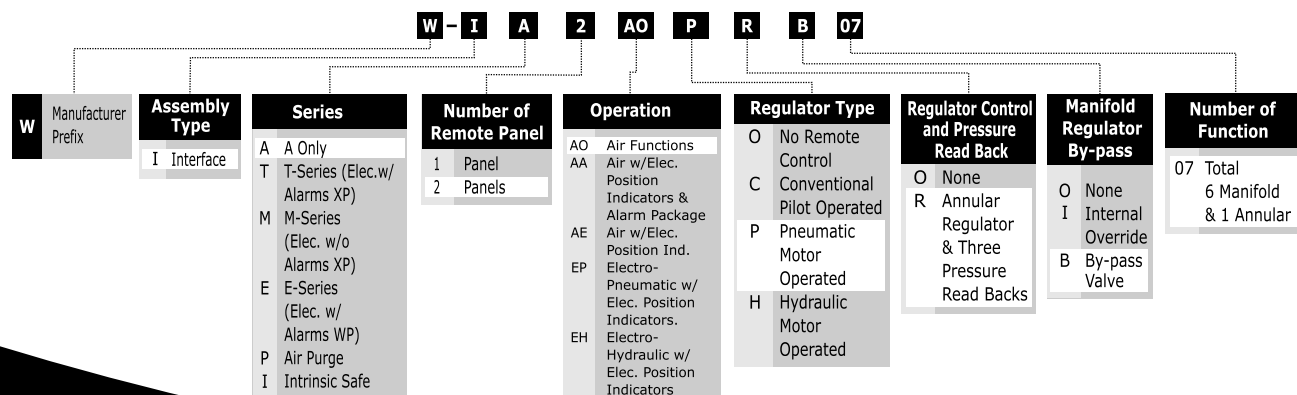 W – I A 2 AO P R B 07
W Manufacturer
Prefix
Assembly
Type
I Interface
Series
A A Only
T T-Series (Elec.w/
Alarms XP)
M M-Series
(Elec. w/o
Alarms XP)
E E-Series
(Elec. w/
Alarms WP)
P Air Purge
I Intrinsic Safe
Number of
Remote Panel
1 Panel
2 Panels
Operation
AO Air Functions
AA Air w/Elec.
Position
Indicators &
Alarm Package
AE Air w/Elec.
Position Ind.
EP Electro-
Pneumatic w/
Elec. Position
Indicators.
EH Electro-
Hydraulic w/
Elec. Position
Indicators
Regulator Type
O No Remote
Control
C Conventional
Pilot Operated
P Pneumatic
Motor
Operated
H Hydraulic
Motor
Operated
Regulator Control
and Pressure
Read Back
O None
R Annular
Regulator
& Three
Pressure
Read Backs
Manifold
Regulator
By-pass
O None
I Internal
Override
B By-pass
Valve
Number of
Function
07 Total
6 Manifold
& 1 Annular